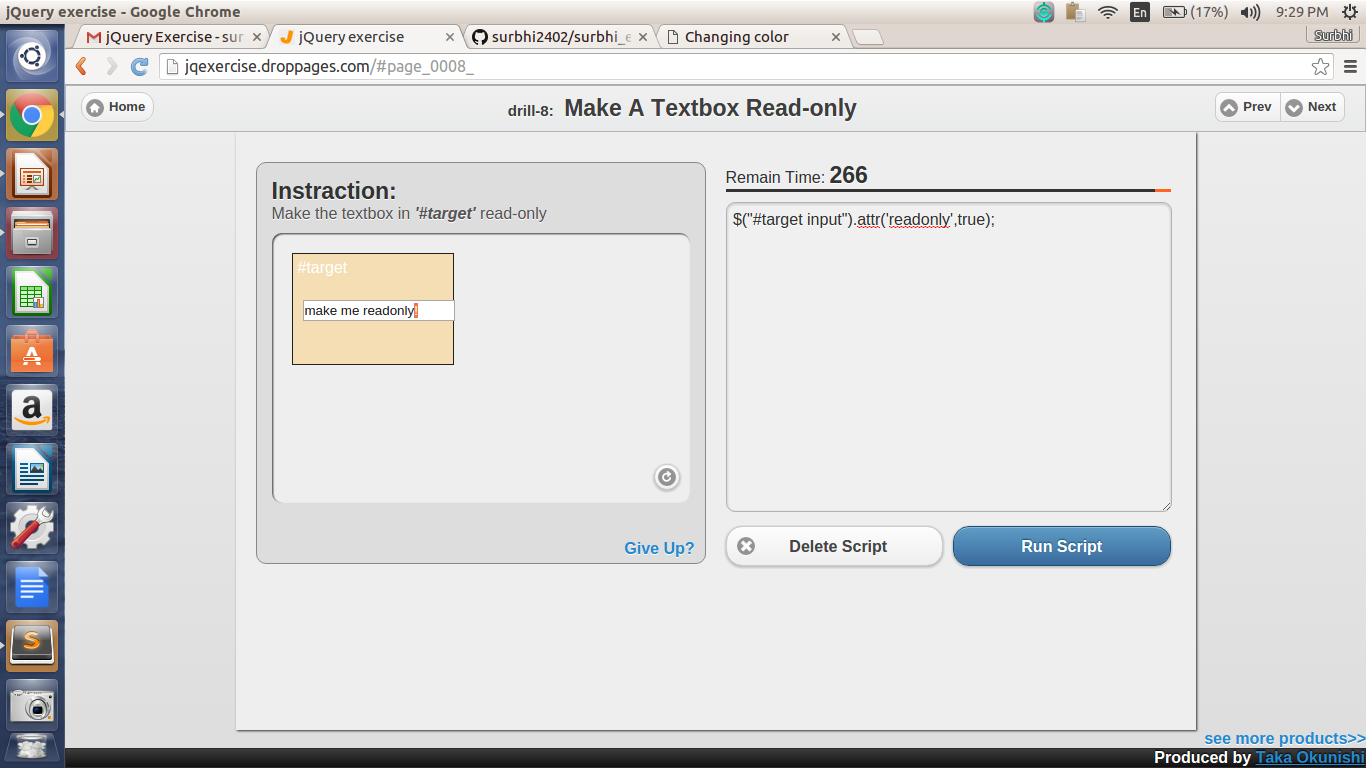 jQuery exercise - Google Chrome
En
(17%)
9:29 PM
jQuery Exercise - sur
jQuery exercise
surbhi2402/surbhi_e
Changing color
Surbhi
jqexercise.droppages.com/#page_0008_
Home
drill-8: Make A Textbox Read-only
Prev
Next
Instraction:
Make the textbox in '#target' read-only
#target
make me readonly!
Give Up?
Remain Time: 266
$("#target input").attr('readonly',true);
Delete Script
Run Script
see more products>>
Produced by Taka Okunishi